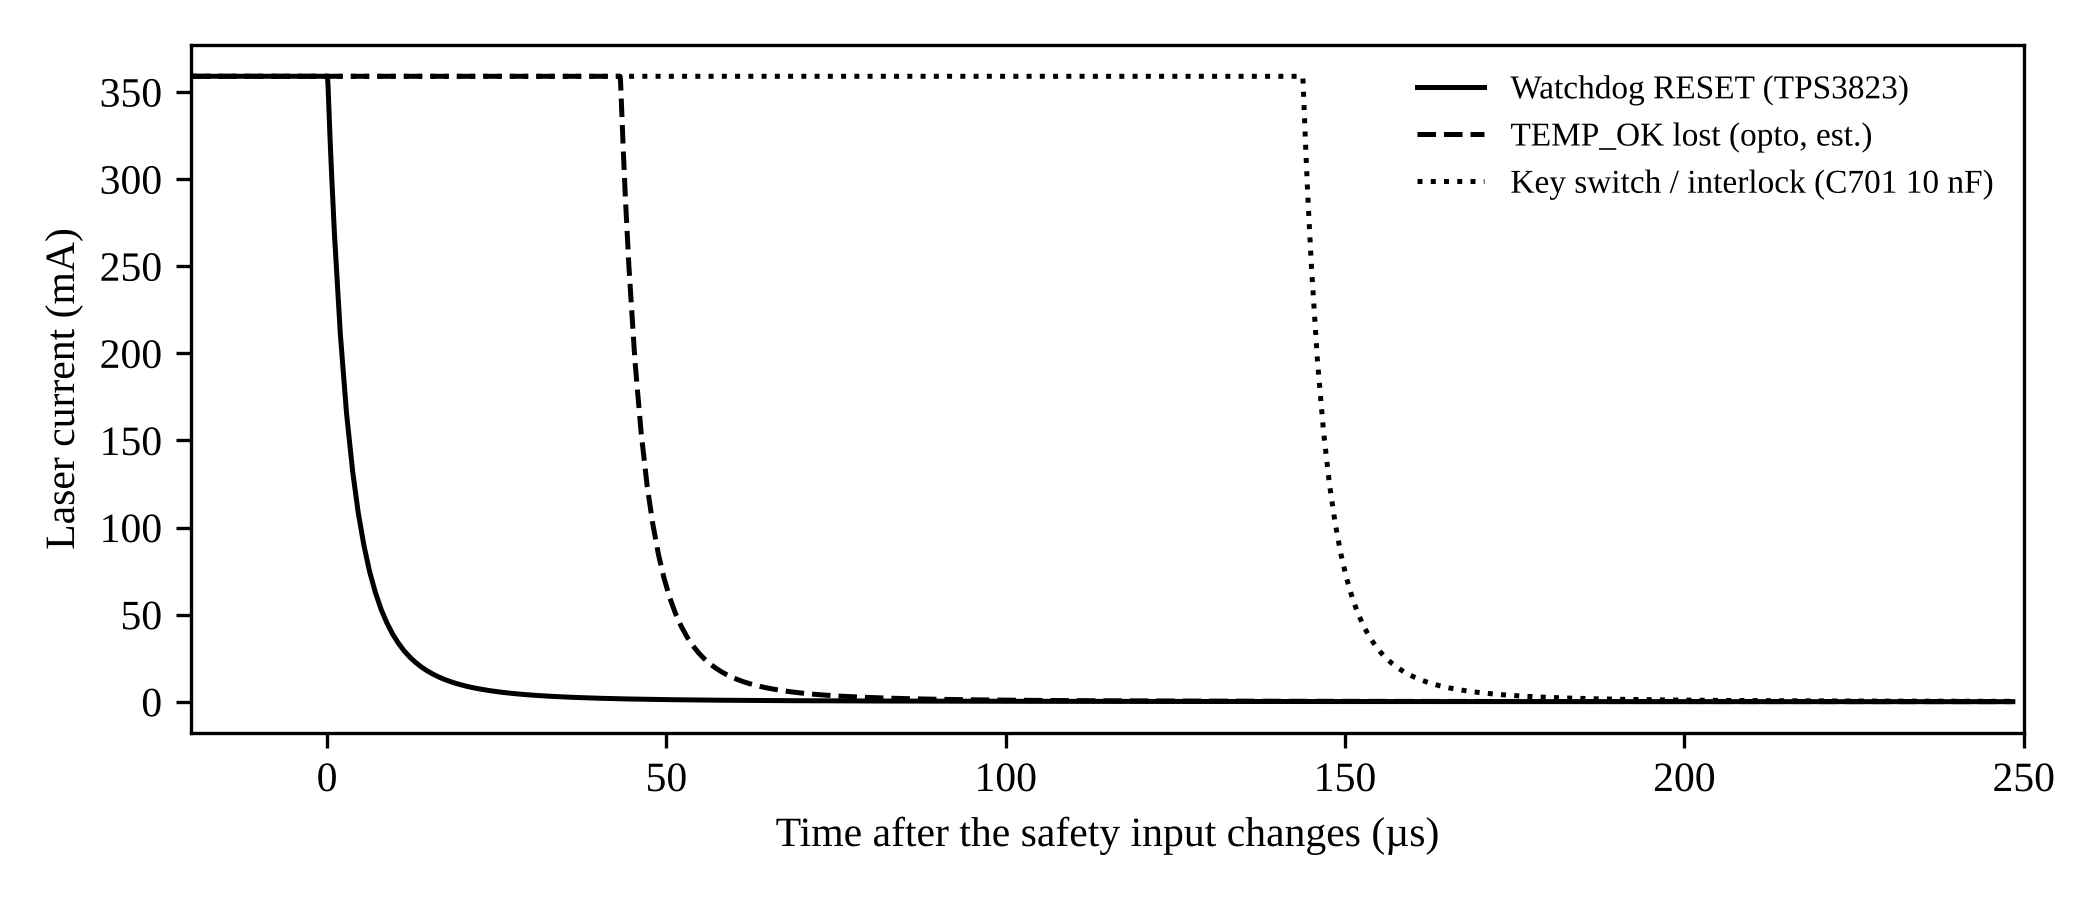 Laser current (mA)
350
300
250
200
150
100
50
0
Watchdog RESET (TPS3823)
TEMP_OK lost (opto, est.)
Key switch / interlock (C701 10 nF)
0 50 100 150 200 250
Time after the safety input changes (µs)